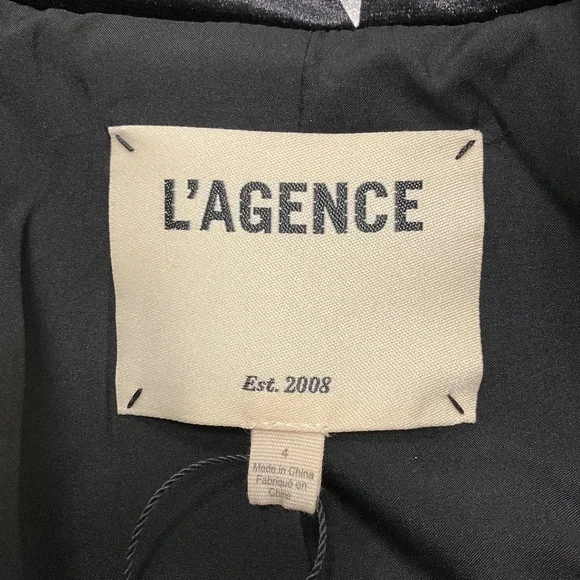 L'AGENCE
Est. 2008
4
Made in China
Fabriqué en
Chine